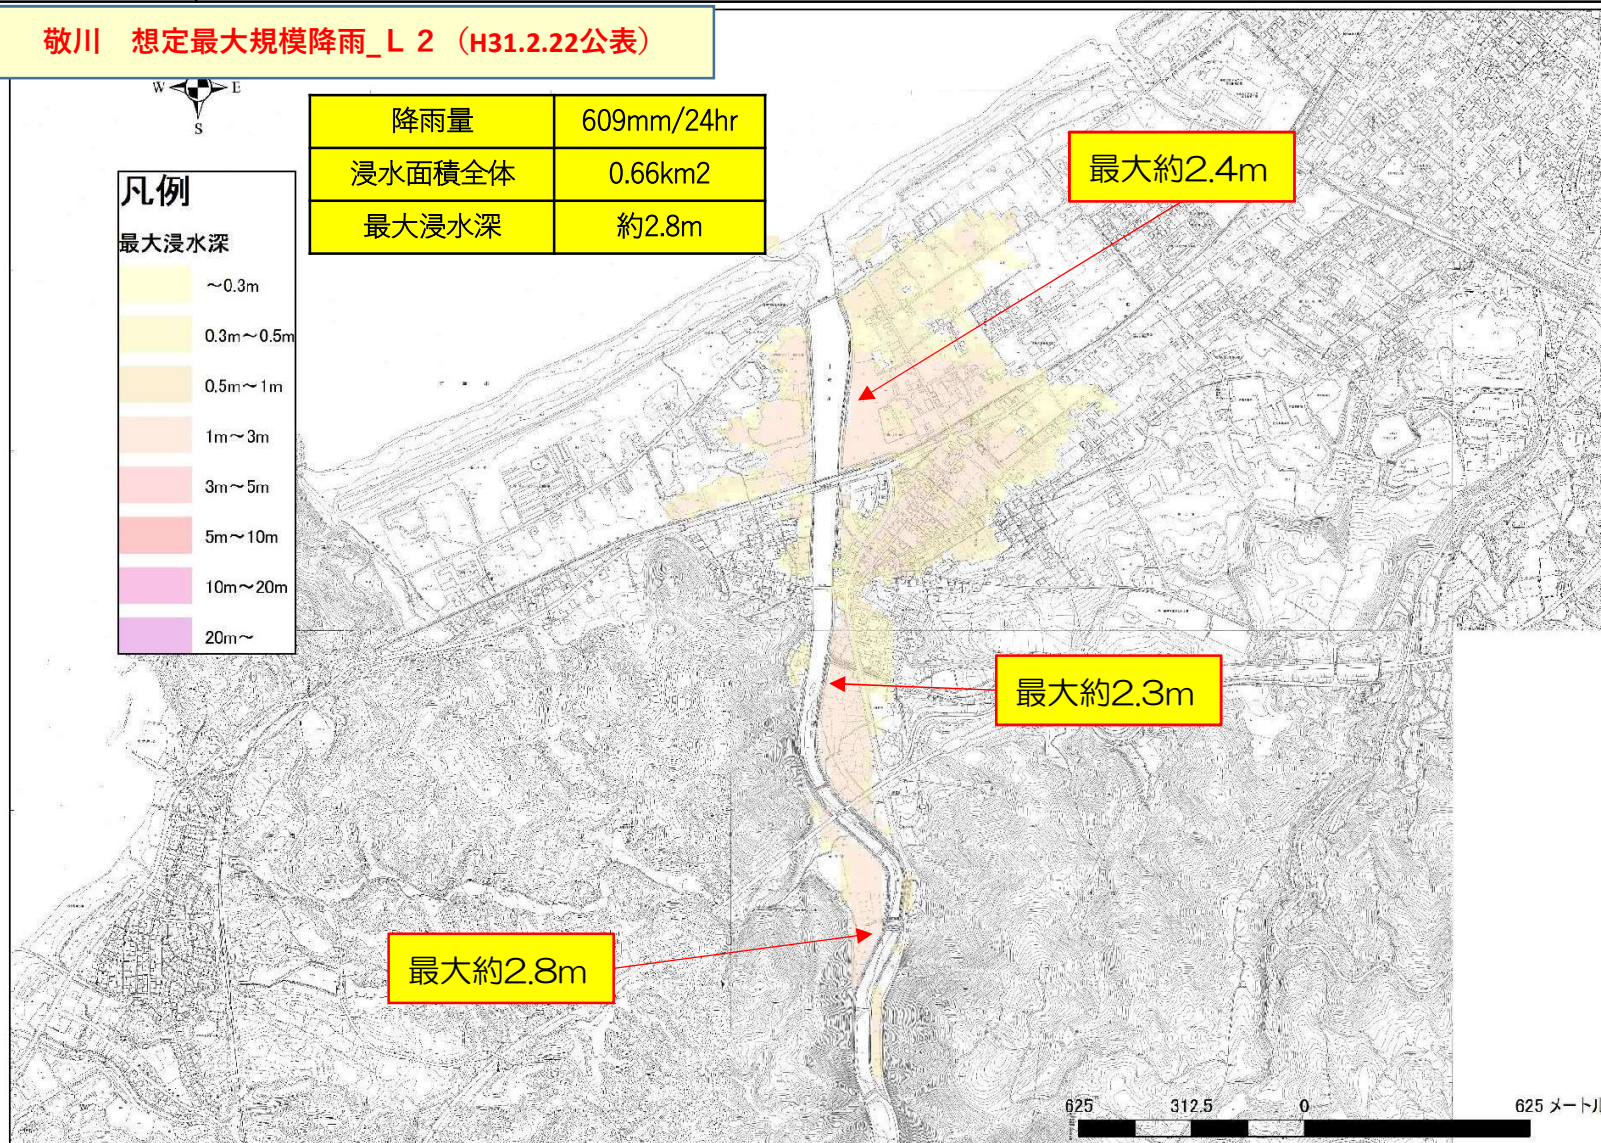 敬川 想定最大規模降雨_Ｌ２（H31.2.22公表）
W E
S
降雨量 609mm/24hr
浸水面積全体 0.66km2
最大浸水深 約2.8m
凡例
最大浸水深
～0.3m
0.3m～0.5m
0.5m～1m
1m～3m
3m～5m
5m～10m
10m～20m
20m～
最大約2.4m
最大約2.3m
最大約2.8m
625 312.5 0 625 メートル